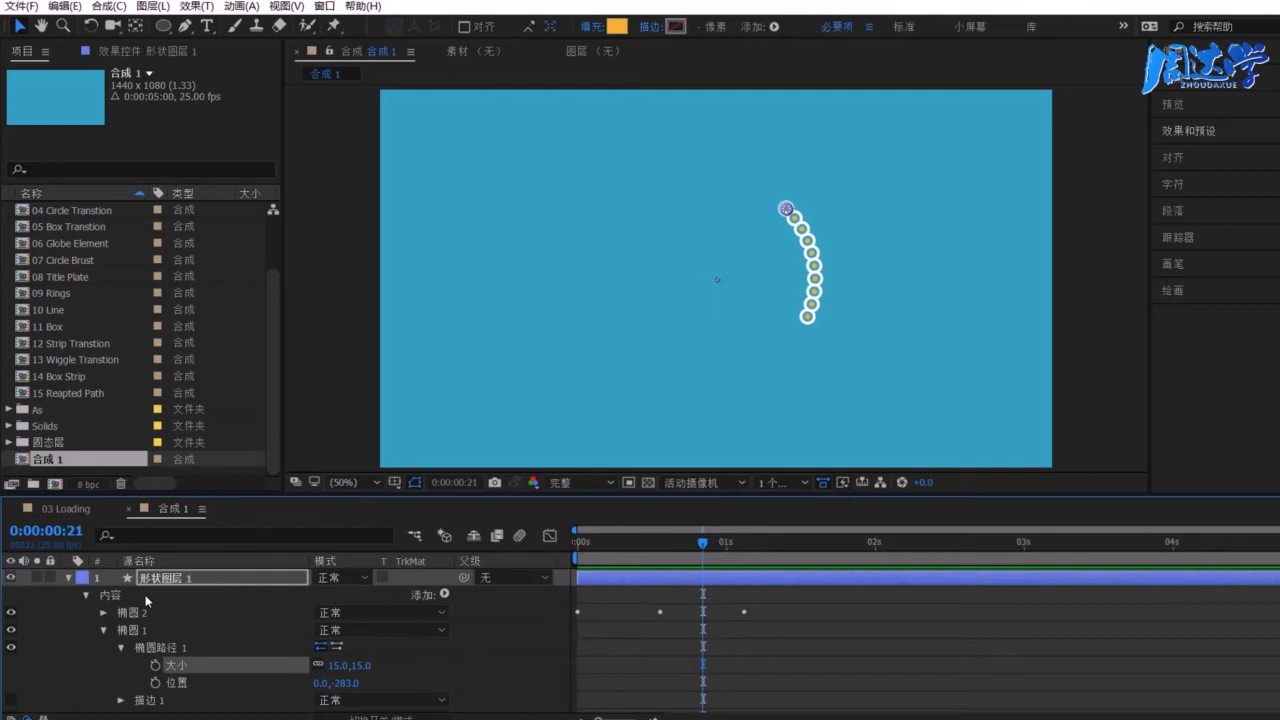 文件(F) 编辑(E) 合成(C) 图层(L) 效果(T) 动画(A) 视图(V) 窗口 帮助(H)
对齐 填充: 描边: - 像素 添加: 必要项 标准 小屏幕 库 搜索帮助
项目 效果控件 形状图层 1 合成 合成 1 素材（无） 图层（无）
周达学
ZHOUDAXUE
合成 1
合成 1
1440 x 1080 (1.33)
△ 0:00:05:00, 25.00 fps
预览
效果和预设
对齐
字符
段落
跟踪器
画笔
绘画
名称 类型 大小
04 Circle Transtion 合成
05 Box Transtion 合成
06 Globe Element 合成
07 Circle Brust 合成
08 Title Plate 合成
09 Rings 合成
10 Line 合成
11 Box 合成
12 Strip Transtion 合成
13 Wiggle Transtion 合成
14 Box Strip 合成
15 Reapted Path 合成
As 文件夹
Solids 文件夹
固态层 文件夹
合成 1 合成
8 bpc (50%) 0:00:00:21 完整 活动摄像机 1 个... +0.0
03 Loading × 合成 1
0:00:00:21
00021 (25.00 fps)
:00s 01s 02s 03s 04s
# 源名称 模式 T TrkMat 父级
1 形状图层 1 正常 无
内容 添加:
椭圆 2 正常
椭圆 1 正常
椭圆路径 1
大小 15.0,15.0
位置 0.0,-283.0
描边 1 正常
切换开关/模式